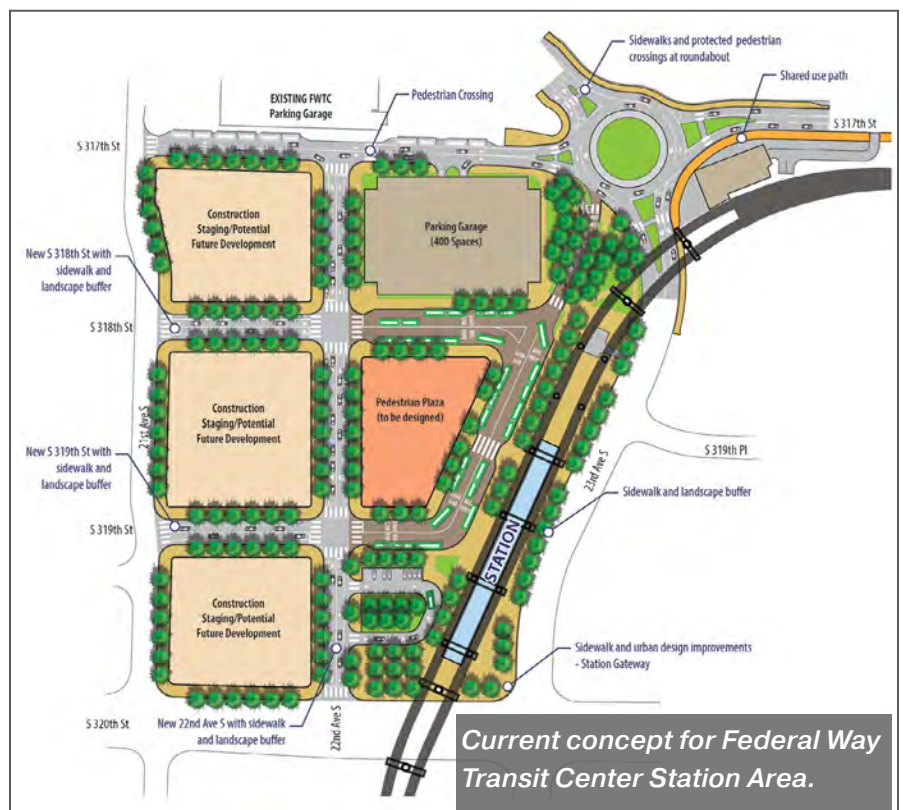 Sidewalks and protected pedestrian
crossings at roundabout
Shared use path
EXISTING FWTC
Parking Garage
Pedestrian Crossing
S 317th St
S 317th St
Construction
Staging/Potential
Future Development
Parking Garage
(400 Spaces)
New S 318th St with
sidewalk and
landscape buffer
S 318th St
Construction
Staging/Potential
Future Development
Pedestrian Plaza
(to be designed)
21st Ave S
New S 319th St with
sidewalk and
landscape buffer
S 319th Pl
23rd Ave S
Sidewalk and landscape buffer
S 319th St
STATION
Construction
Staging/Potential
Future Development
Sidewalk and urban design improvements
- Station Gateway
S 320th St
New 22nd Ave S with sidewalk
and landscape buffer
22nd Ave S
Current concept for Federal Way
Transit Center Station Area.